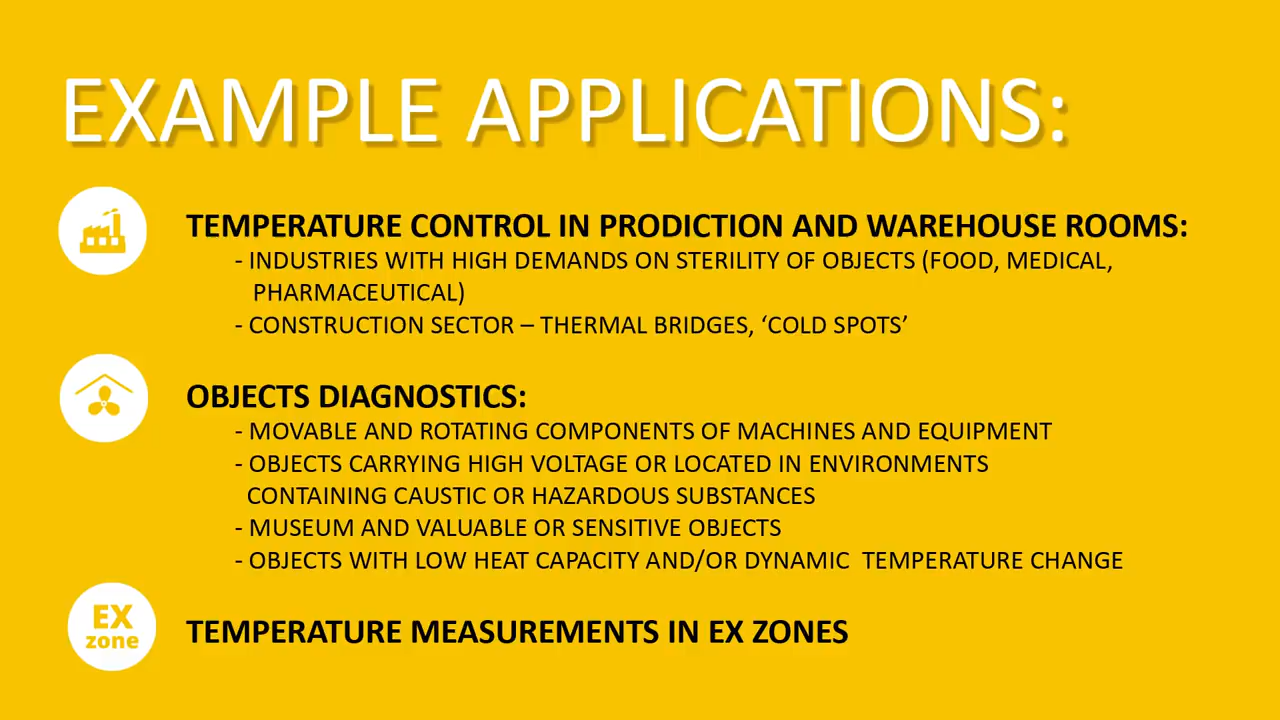 EXAMPLE APPLICATIONS:
TEMPERATURE CONTROL IN PRODICTION AND WAREHOUSE ROOMS:
- INDUSTRIES WITH HIGH DEMANDS ON STERILITY OF OBJECTS (FOOD, MEDICAL,
PHARMACEUTICAL)
- CONSTRUCTION SECTOR – THERMAL BRIDGES, ‘COLD SPOTS’
OBJECTS DIAGNOSTICS:
- MOVABLE AND ROTATING COMPONENTS OF MACHINES AND EQUIPMENT
- OBJECTS CARRYING HIGH VOLTAGE OR LOCATED IN ENVIRONMENTS
CONTAINING CAUSTIC OR HAZARDOUS SUBSTANCES
- MUSEUM AND VALUABLE OR SENSITIVE OBJECTS
- OBJECTS WITH LOW HEAT CAPACITY AND/OR DYNAMIC  TEMPERATURE CHANGE
EX
zone
TEMPERATURE MEASUREMENTS IN EX ZONES